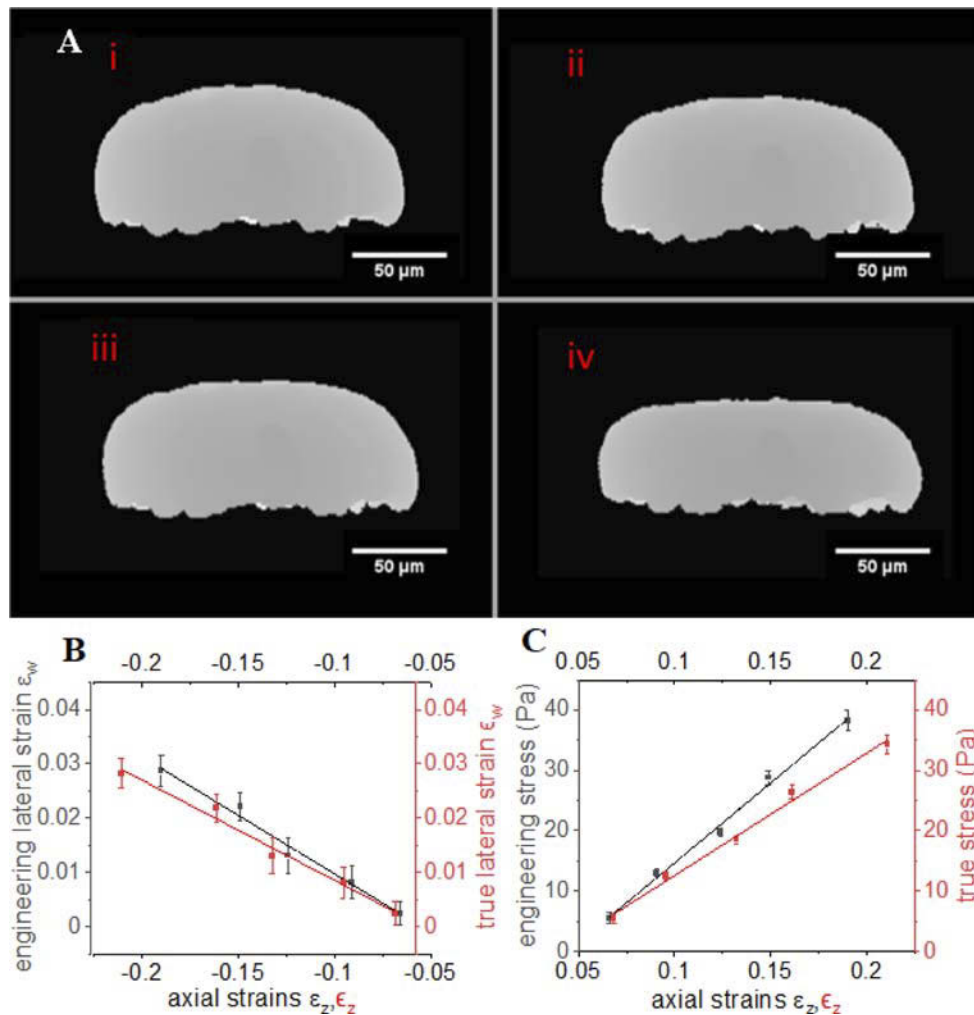 A
i
ii
50 µm
50 µm
iii
iv
50 µm
50 µm
B
-0.2 -0.15 -0.1 -0.05
engineering lateral strain εw
0.04
0.03
0.02
0.01
0
0.04
0.03
0.02
0.01
0
true lateral strain ϵw
-0.2 -0.15 -0.1 -0.05
axial strains εz,ϵz
C
0.05 0.1 0.15 0.2
engineering stress (Pa)
40
30
20
10
0
40
30
20
10
0
true stress (Pa)
0.05 0.1 0.15 0.2
axial strains εz,ϵz